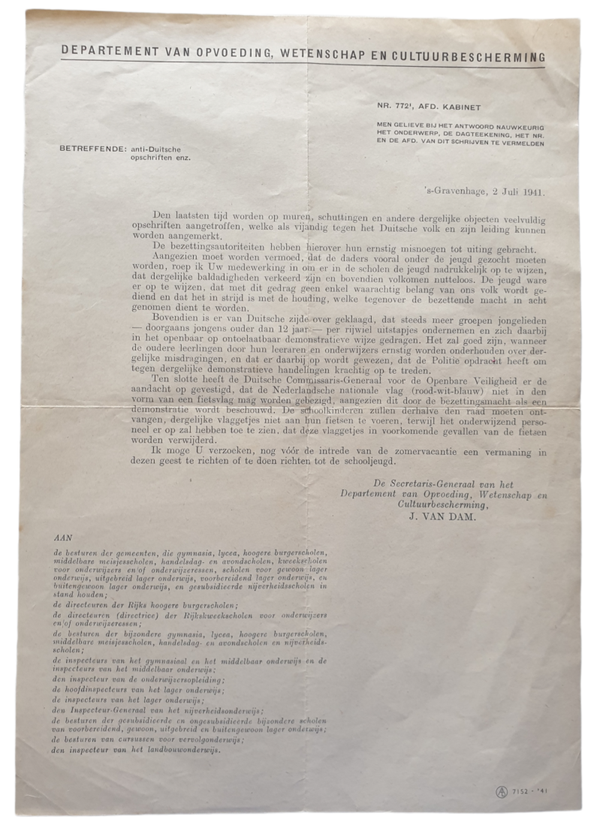 DEPARTEMENT VAN OPVOEDING, WETENSCHAP EN CULTUURBESCHERMING
NR. 772¹, AFD. KABINET
MEN GELIEVE BIJ HET ANTWOORD NAUWKEURIG
HET ONDERWERP, DE DAGTEEKENING, HET NR.
EN DE AFD. VAN DIT SCHRIJVEN TE VERMELDEN
BETREFFENDE: anti-Duitsche
opschriften enz.
's-Gravenhage, 2 Juli 1941.
Den laatsten tijd worden op muren, schuttingen en andere dergelijke objecten veelvuldig
opschriften aangetroffen, welke als vijandig tegen het Duitsche volk en zijn leiding kunnen
worden aangemerkt.
De bezettingsautoriteiten hebben hierover hun ernstig misnoegen tot uiting gebracht.
Aangezien moet worden vermoed, dat de daders vooral onder de jeugd gezocht moeten
worden, roep ik Uw medewerking in om er in de scholen de jeugd nadrukkelijk op te wijzen,
dat dergelijke baldadigheden verkeerd zijn en bovendien volkomen nutteloos. De jeugd ware
er op te wijzen, dat met dit gedrag geen enkel waarachtig belang van ons volk wordt ge-
diend en dat het in strijd is met de houding, welke tegenover de bezettende macht in acht
genomen dient te worden.
Bovendien is er van Duitsche zijde over geklaagd, dat steeds meer groepen jongelieden
— doorgaans jongens ouder dan 12 jaar — per rijwiel uitstapjes ondernemen en zich daarbij
in het openbaar op ontoelaatbaar demonstratieve wijze gedragen. Het zal goed zijn, wanneer
de oudere leerlingen door hun leeraren en onderwijzers ernstig worden onderhouden over der-
gelijke misdragingen, en dat er daarbij op wordt gewezen, dat de Politie opdracht heeft om
tegen dergelijke demonstratieve handelingen krachtig op te treden.
Ten slotte heeft de Duitsche Commissaris-Generaal voor de Openbare Veiligheid er de
aandacht op gevestigd, dat de Nederlandsche nationale vlag (rood-wit-blauw) niet in den
vorm van een fietsvlag mag worden gebezigd, aangezien dit door de bezettingsmacht als een
demonstratie wordt beschouwd. De schoolkinderen zullen derhalve den raad moeten ont-
vangen, dergelijke vlaggetjes niet aan hun fietsen te voeren, terwijl het onderwijzend perso-
neel er op zal hebben toe te zien, dat deze vlaggetjes in voorkomende gevallen van de fietsen
worden verwijderd.
Ik moge U verzoeken, nog vóór de intrede van de zomervacantie een vermaning in
dezen geest te richten of te doen richten tot de schooljeugd.
De Secretaris-Generaal van het
Departement van Opvoeding, Wetenschap en
Cultuurbescherming,
J. VAN DAM.
AAN
de besturen der gemeenten, die gymnasia, lycea, hoogere burgerscholen,
middelbare meisjesscholen, handelsdag- en avondscholen, kweekscholen
voor onderwijzers en/of onderwijzeressen, scholen voor gewoon lager
onderwijs, uitgebreid lager onderwijs, voorbereidend lager onderwijs, en
buitengewoon lager onderwijs, en gesubsidieerde nijverheidsscholen in
stand houden;
de directeuren der Rijks hoogere burgerscholen;
de directeuren (directrice) der Rijkskweekscholen voor onderwijzers
en/of onderwijzeressen;
de besturen der bijzondere gymnasia, lycea, hoogere burgerscholen,
middelbare meisjesscholen, handelsdag- en avondscholen en nijverheids-
scholen;
de inspecteurs van het gymnasiaal en het middelbaar onderwijs en de
inspecteurs van het middelbaar onderwijs;
den inspecteur van de onderwijzersopleiding;
de hoofdinspecteurs van het lager onderwijs;
de inspecteurs van het lager onderwijs;
den Inspecteur-Generaal van het nijverheidsonderwijs;
de besturen der gesubsidieerde en ongesubsidieerde bijzondere scholen
van voorbereidend, gewoon, uitgebreid en buitengewoon lager onderwijs;
de besturen van cursussen voor vervolgonderwijs;
den inspecteur van het landbouwonderwijs.
7152 - '41